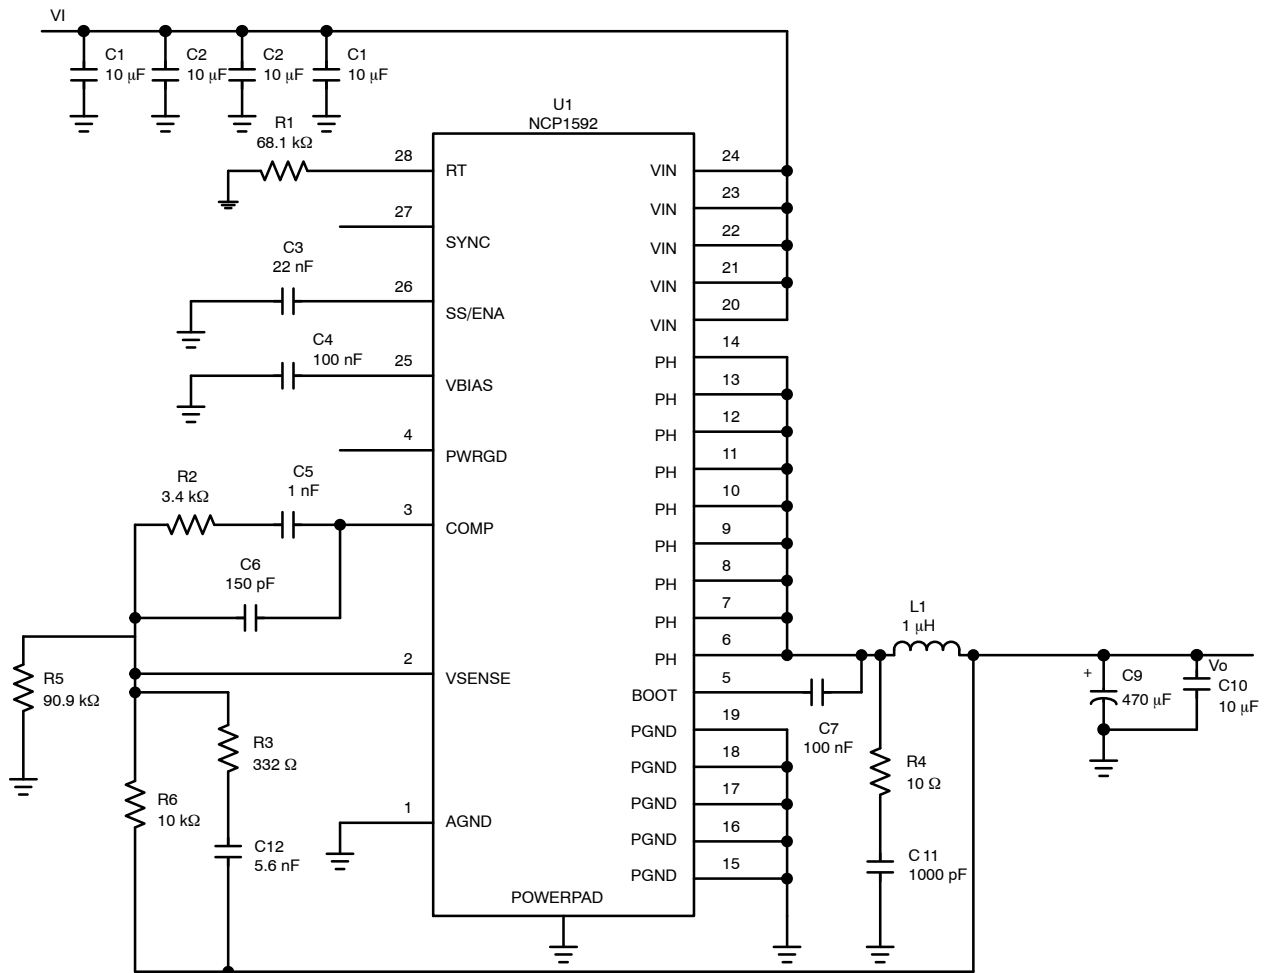 VI
C1
10 μF
C2
10 μF
C2
10 μF
C1
10 μF
U1
NCP1592
R1
68.1 kΩ
28
RT
27
SYNC
C3
22 nF
26
SS/ENA
C4
100 nF
25
VBIAS
4
PWRGD
R2
3.4 kΩ
C5
1 nF
3
COMP
C6
150 pF
2
VSENSE
R5
90.9 kΩ
R3
332 Ω
R6
10 kΩ
C12
5.6 nF
1
AGND
POWERPAD
24
VIN
23
VIN
22
VIN
21
VIN
20
VIN
14
PH
13
PH
12
PH
11
PH
10
PH
9
PH
8
PH
7
PH
6
PH
5
BOOT
19
PGND
18
PGND
17
PGND
16
PGND
15
PGND
C7
100 nF
L1
1 μH
R4
10 Ω
C 11
1000 pF
+
C9
470 μF
Vo
C10
10 μF